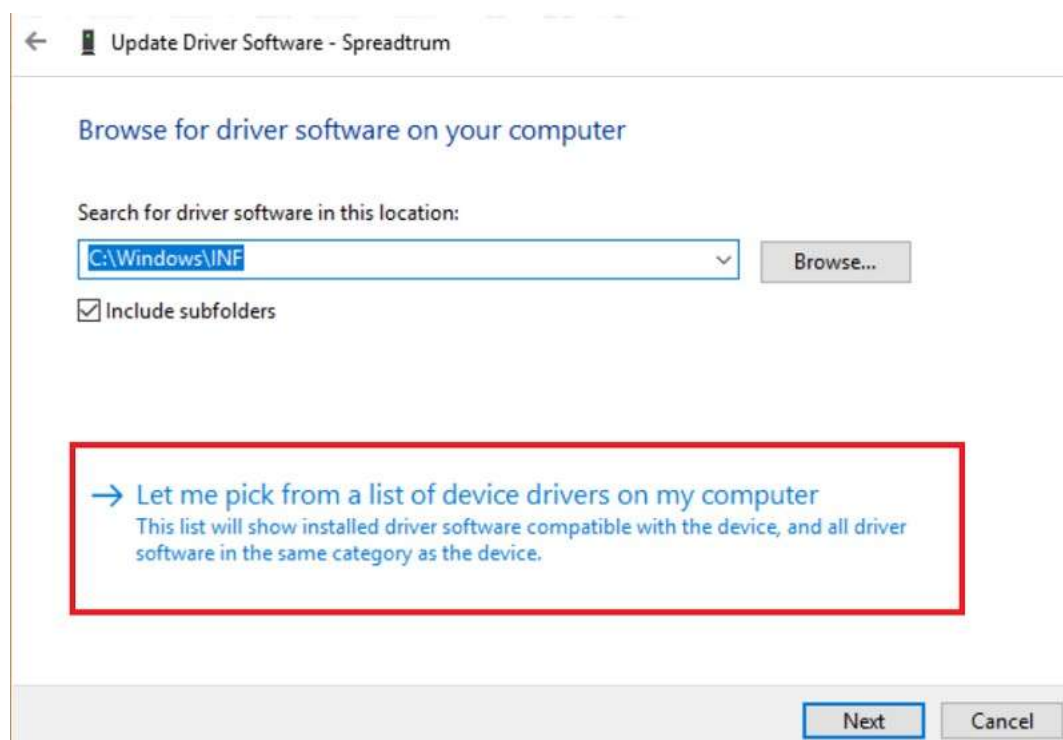 Update Driver Software - Spreadtrum
Browse for driver software on your computer
Search for driver software in this location:
C:\Windows\INF
Browse...
Include subfolders
Let me pick from a list of device drivers on my computer
This list will show installed driver software compatible with the device, and all driver
software in the same category as the device.
Next
Cancel